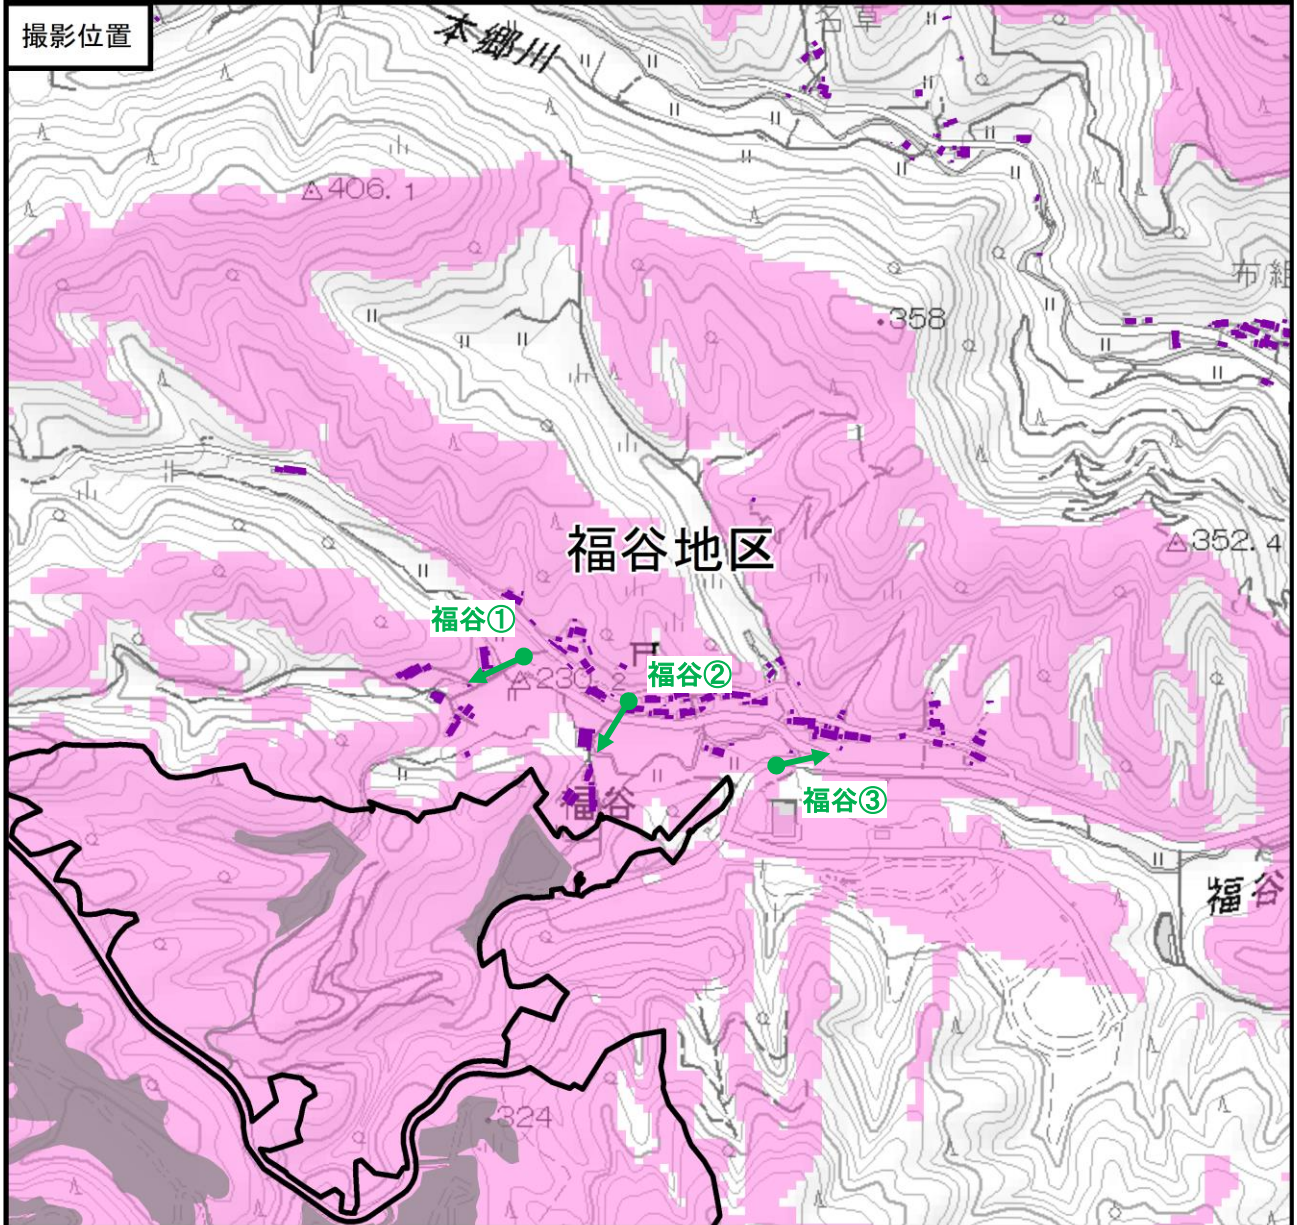 撮影位置
本郷川
名草
406.1
布組
358
352.4
福谷地区
福谷①
福谷②
230.2
福谷③
福谷
福谷
324